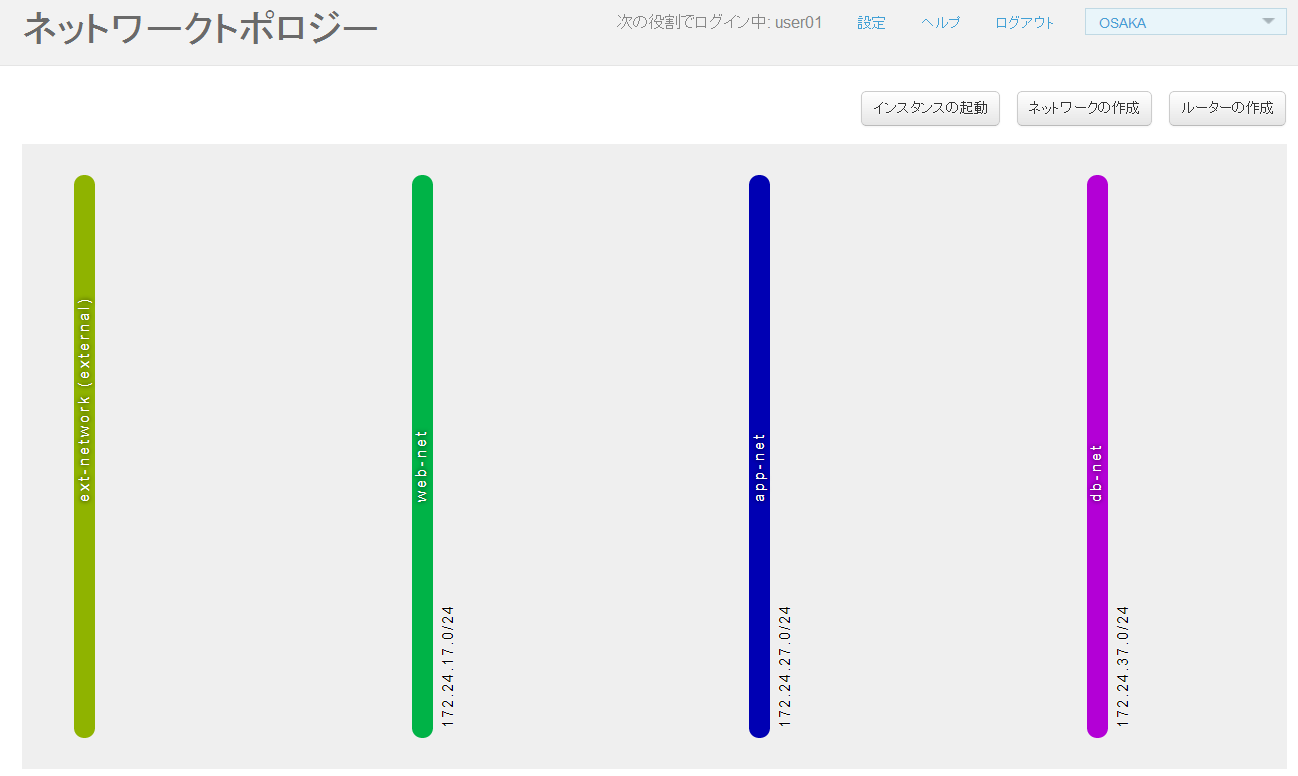 ネットワークトポロジー
次の役割でログイン中: user01 設定 ヘルプ ログアウト OSAKA
インスタンスの起動 ネットワークの作成 ルーターの作成
ext-network (external)
web-net
172.24.17.0/24
app-net
172.24.27.0/24
db-net
172.24.37.0/24